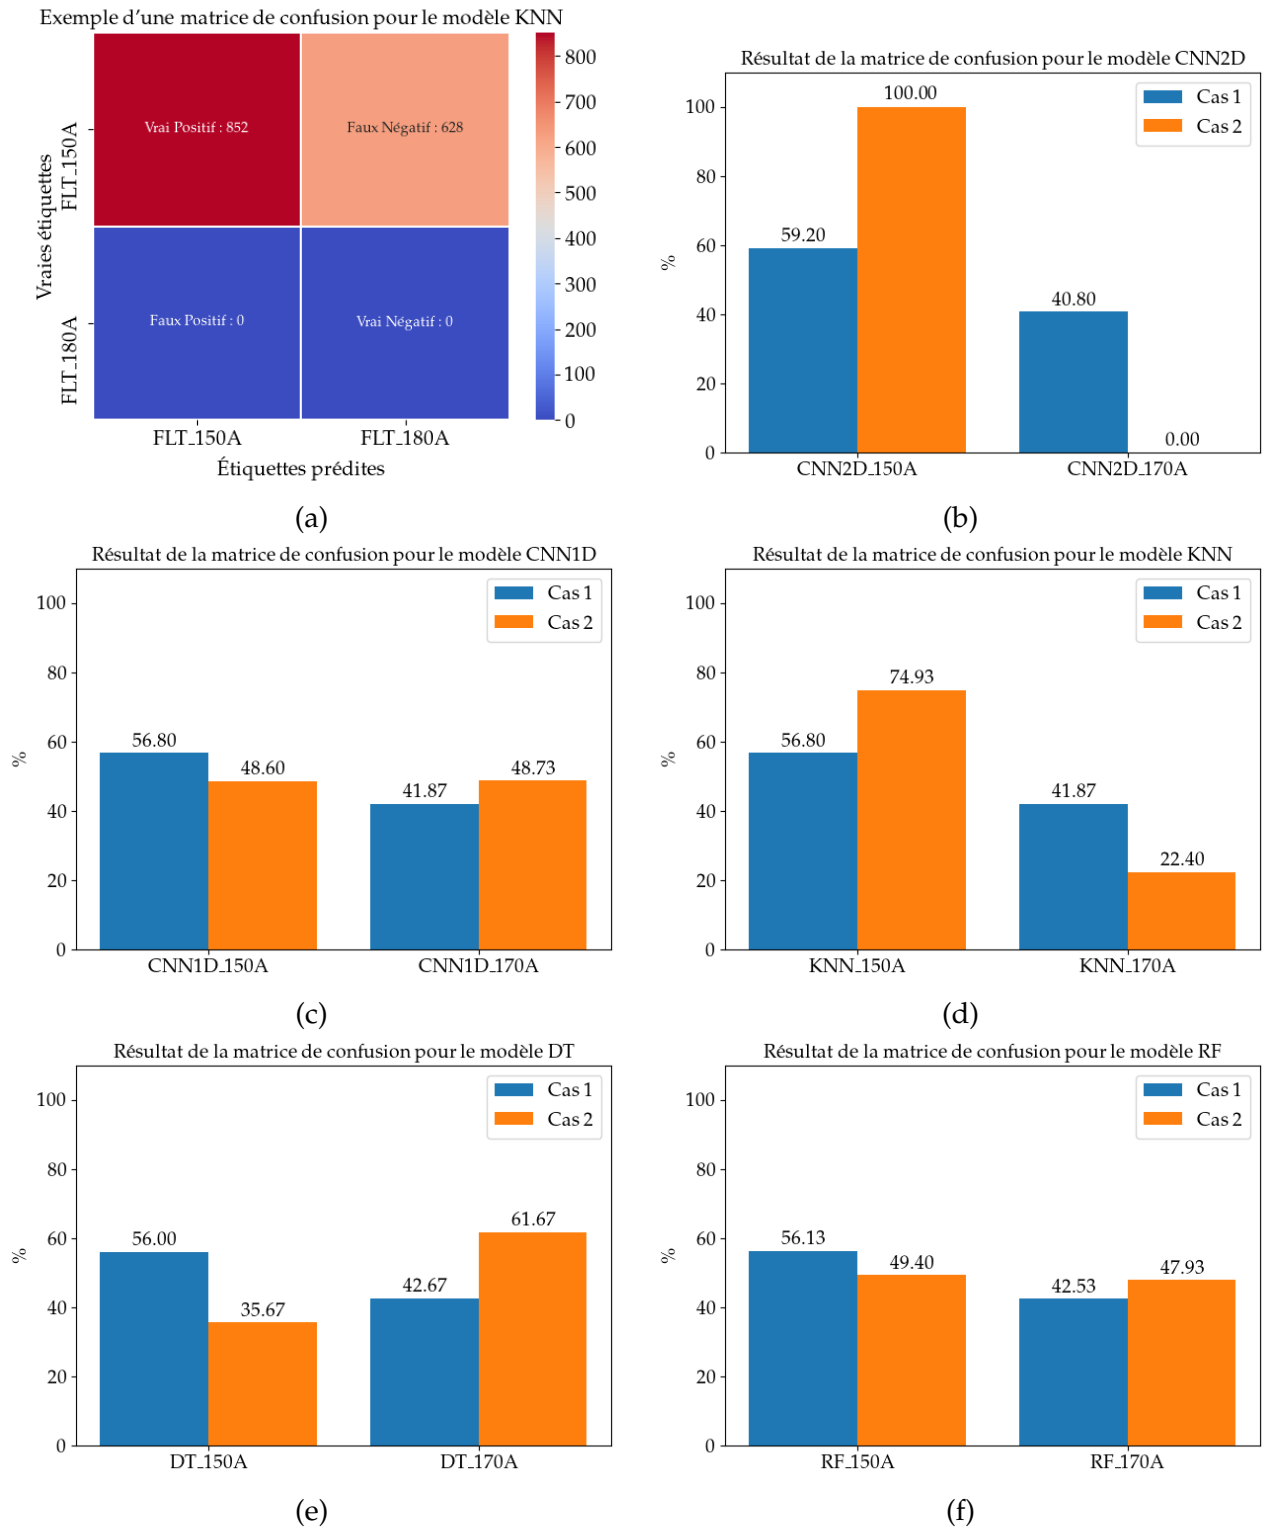 Exemple d'une matrice de confusion pour le modèle KNN
Vraies étiquettes
FLT_150A
FLT_180A
Vrai Positif : 852
Faux Négatif : 628
Faux Positif : 0
Vrai Négatif : 0
FLT_150A
FLT_180A
Étiquettes prédites
800
700
600
500
400
300
200
100
0
(a)
Résultat de la matrice de confusion pour le modèle CNN2D
Cas 1
Cas 2
%
100
80
60
40
20
0
59.20
100.00
40.80
0.00
CNN2D_150A
CNN2D_170A
(b)
Résultat de la matrice de confusion pour le modèle CNN1D
Cas 1
Cas 2
%
100
80
60
40
20
0
56.80
48.60
41.87
48.73
CNN1D_150A
CNN1D_170A
(c)
Résultat de la matrice de confusion pour le modèle KNN
Cas 1
Cas 2
%
100
80
60
40
20
0
56.80
74.93
41.87
22.40
KNN_150A
KNN_170A
(d)
Résultat de la matrice de confusion pour le modèle DT
Cas 1
Cas 2
%
100
80
60
40
20
0
56.00
35.67
42.67
61.67
DT_150A
DT_170A
(e)
Résultat de la matrice de confusion pour le modèle RF
Cas 1
Cas 2
%
100
80
60
40
20
0
56.13
49.40
42.53
47.93
RF_150A
RF_170A
(f)